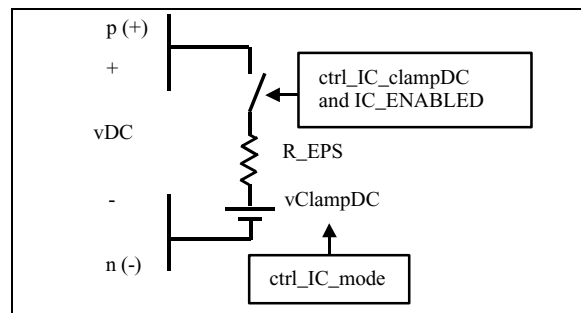 p (+)
+
ctrl_IC_clampDC
and IC_ENABLED
vDC
R_EPS
-
vClampDC
n (-)
ctrl_IC_mode